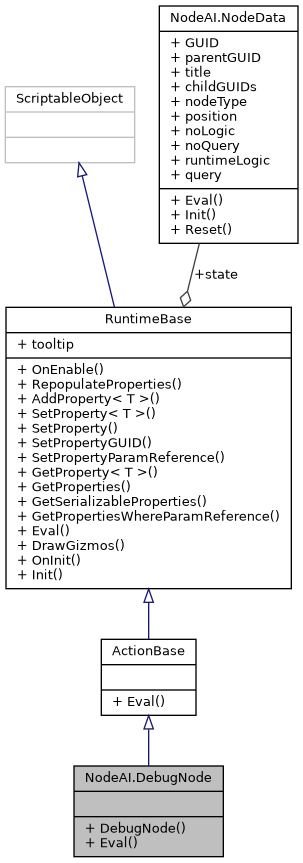 NodeAI.NodeData
+ GUID
+ parentGUID
+ title
+ childGUIDs
+ nodeType
+ position
+ noLogic
+ noQuery
+ runtimeLogic
+ query
+ Eval()
+ Init()
+ Reset()
ScriptableObject
+state
RuntimeBase
+ tooltip
+ OnEnable()
+ RepopulateProperties()
+ AddProperty< T >()
+ SetProperty< T >()
+ SetProperty()
+ SetPropertyGUID()
+ SetPropertyParamReference()
+ GetProperty< T >()
+ GetProperties()
+ GetSerializableProperties()
+ GetPropertiesWhereParamReference()
+ Eval()
+ DrawGizmos()
+ OnInit()
+ Init()
ActionBase
+ Eval()
NodeAI.DebugNode
+ DebugNode()
+ Eval()